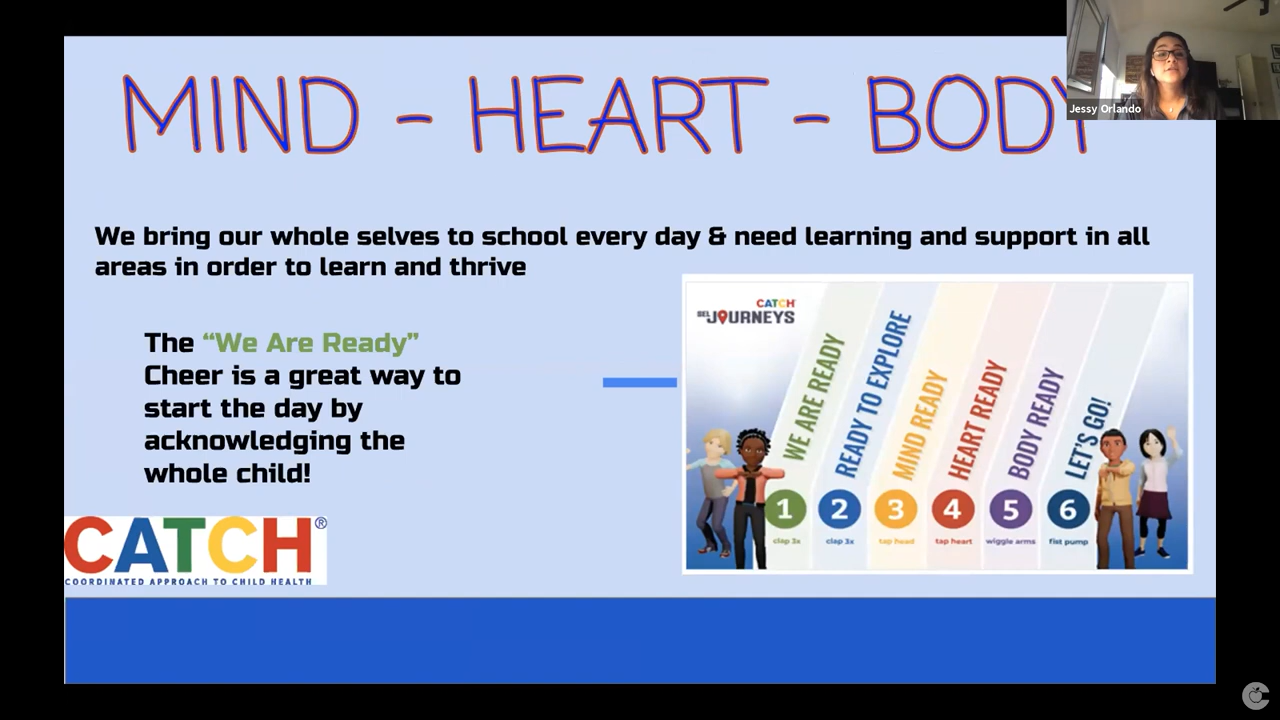 MIND - HEART - BODY
Jessy Orlando
We bring our whole selves to school every day & need learning and support in all
areas in order to learn and thrive
The “We Are Ready”
Cheer is a great way to
start the day by
acknowledging the
whole child!
CATCH®
COORDINATED APPROACH TO CHILD HEALTH
CATCH
SEL JOURNEYS
WE ARE READY
READY TO EXPLORE
MIND READY
HEART READY
BODY READY
LET'S GO!
1 2 3 4 5 6
clap 3x clap 3x tap head tap heart wiggle arms fist pump